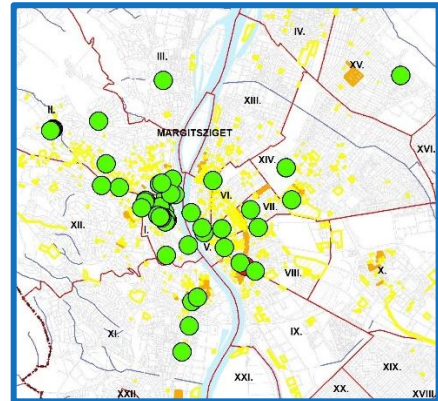 IV.
III.
XV.
II.
XIII.
XVI.
MARGITSZIGET
XIV.
VI.
VII.
XII.
I.
V.
VIII.
X.
XI.
IX.
XIX.
XXI.
XX.
XXII.
XVIII.